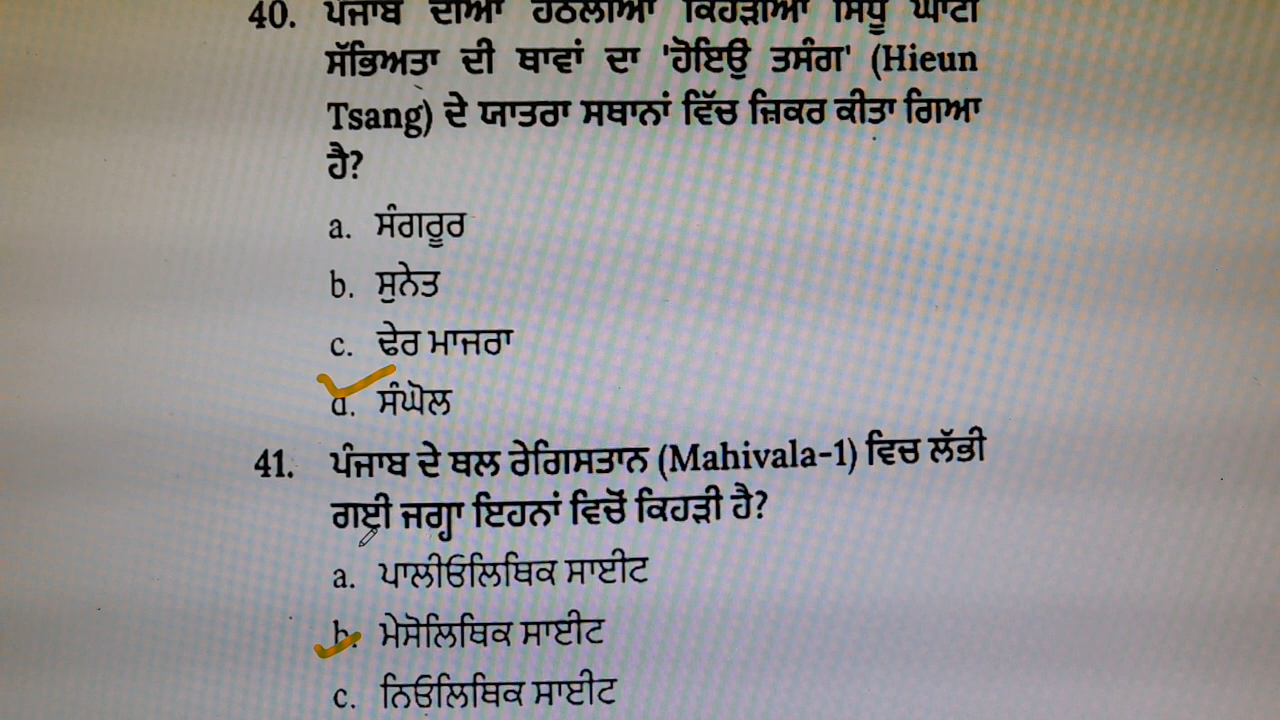 40. ਪੰਜਾਬ ਦੀਆਂ ਹੇਠਲੀਆਂ ਕਿਹੜੀਆਂ ਸਿੰਧੂ ਘਾਟੀ
ਸੱਭਿਅਤਾ ਦੀ ਥਾਵਾਂ ਦਾ 'ਹੋਇਉ ਤਸੰਗ' (Hieun
Tsang) ਦੇ ਯਾਤਰਾ ਸਥਾਨਾਂ ਵਿੱਚ ਜ਼ਿਕਰ ਕੀਤਾ ਗਿਆ
ਹੈ?
a. ਸੰਗਰੂਰ
b. ਸੁਨੇਤ
c. ਢੇਰ ਮਾਜਰਾ
d. ਸੰਘੋਲ
41. ਪੰਜਾਬ ਦੇ ਥਲ ਰੇਗਿਸਤਾਨ (Mahivala-1) ਵਿਚ ਲੱਭੀ
ਗਈ ਜਗ੍ਹਾ ਇਹਨਾਂ ਵਿਚੋਂ ਕਿਹੜੀ ਹੈ?
a. ਪਾਲੀਓਲਿਥਿਕ ਸਾਈਟ
b. ਮੇਸੋਲਿਥਿਕ ਸਾਈਟ
c. ਨਿਓਲਿਥਿਕ ਸਾਈਟ